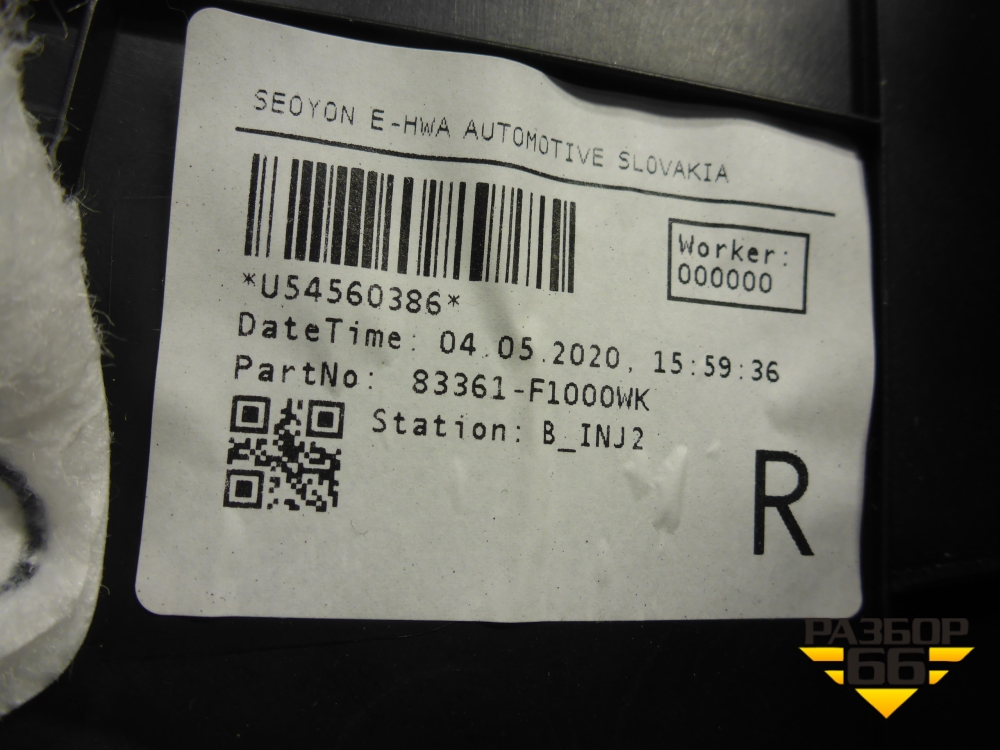 SEOYON E-HWA AUTOMOTIVE SLOVAKIA
Worker:
000000
*U54560386*
DateTime: 04.05.2020, 15:59:36
PartNo: 83361-F1000WK
Station: B_INJ2
R
РАЗБОР
66